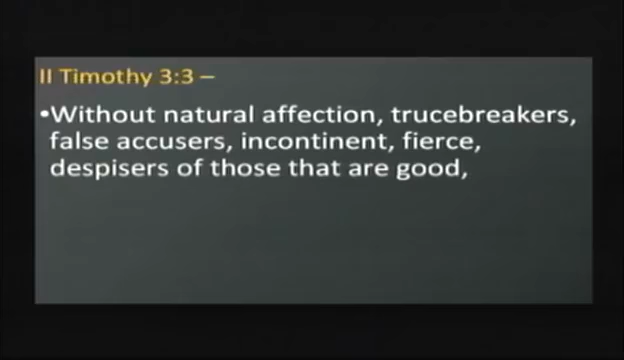 II Timothy 3:3 –
•Without natural affection, trucebreakers,
false accusers, incontinent, fierce,
despisers of those that are good,